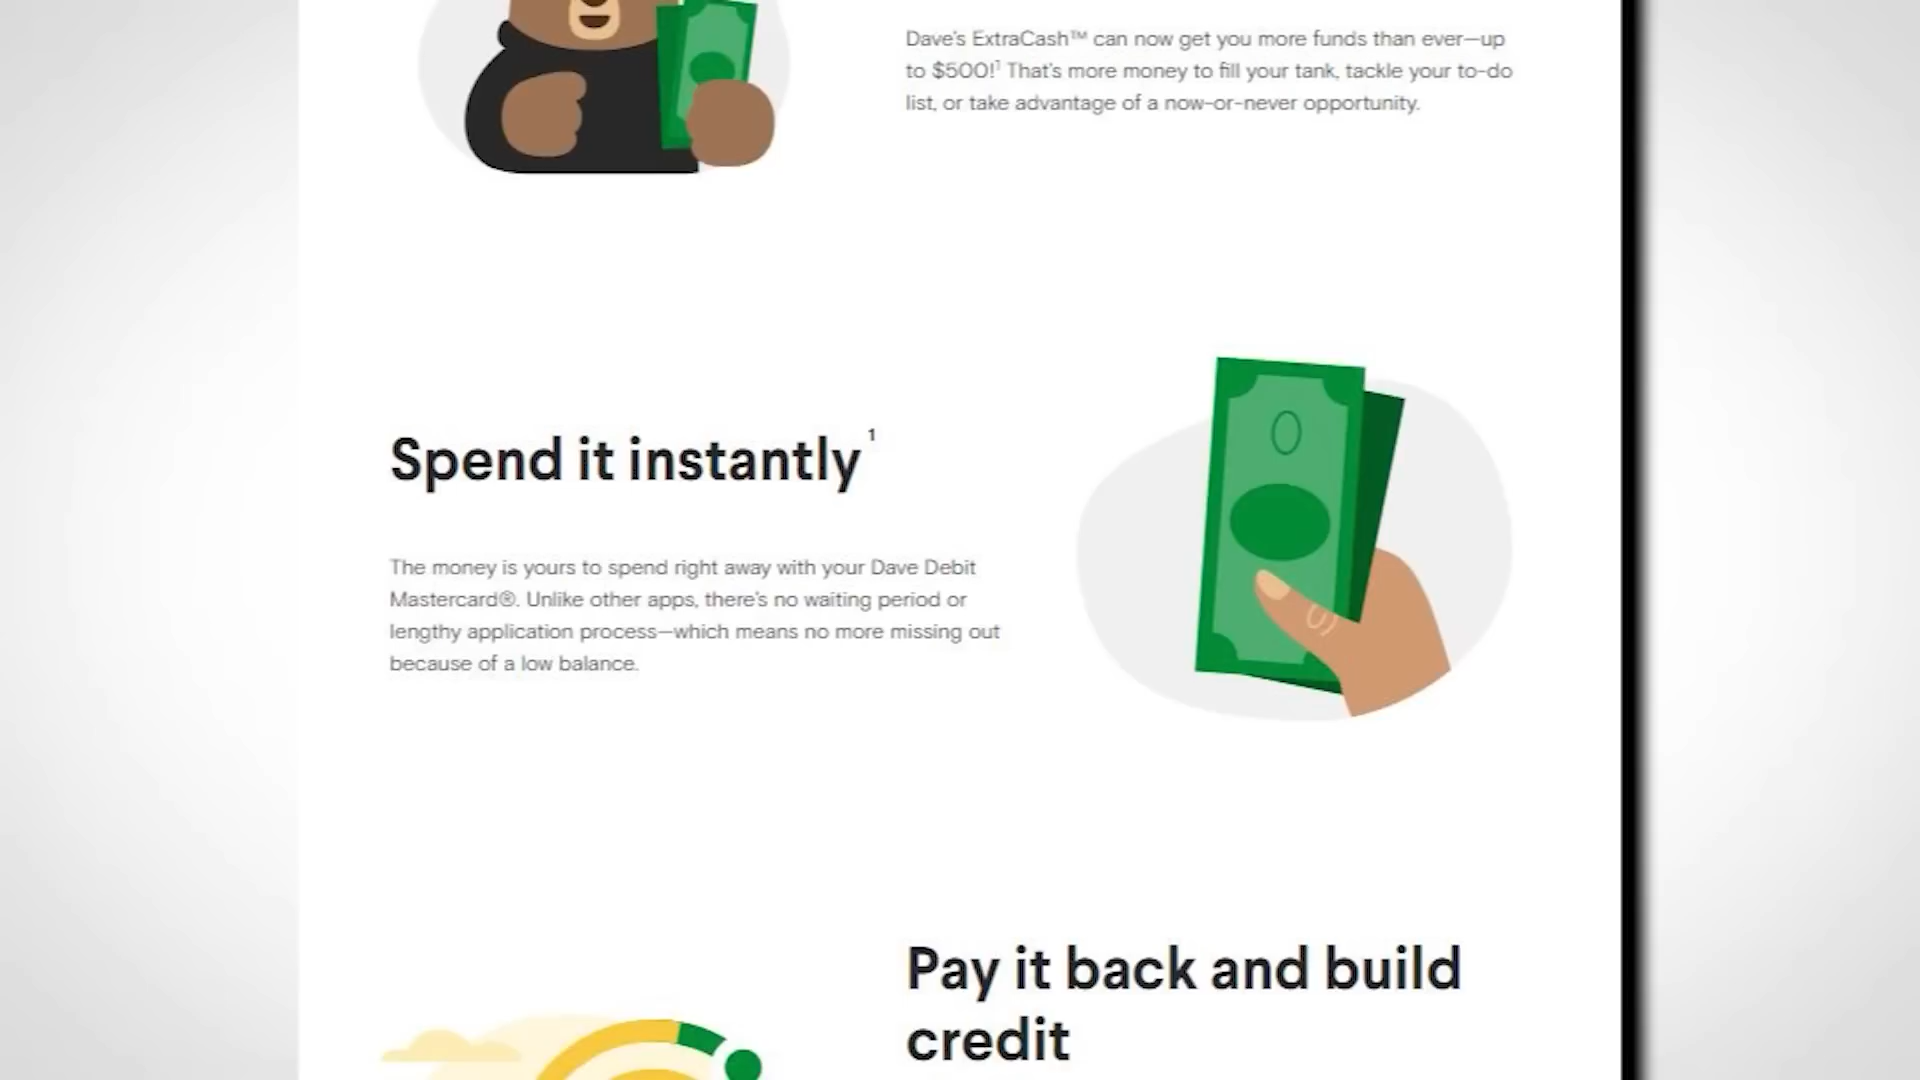 Dave's ExtraCash™ can now get you more funds than ever—up
to $500!¹ That's more money to fill your tank, tackle your to-do
list, or take advantage of a now-or-never opportunity.
Spend it instantly¹
The money is yours to spend right away with your Dave Debit
Mastercard®. Unlike other apps, there's no waiting period or
lengthy application process—which means no more missing out
because of a low balance.
Pay it back and build
credit